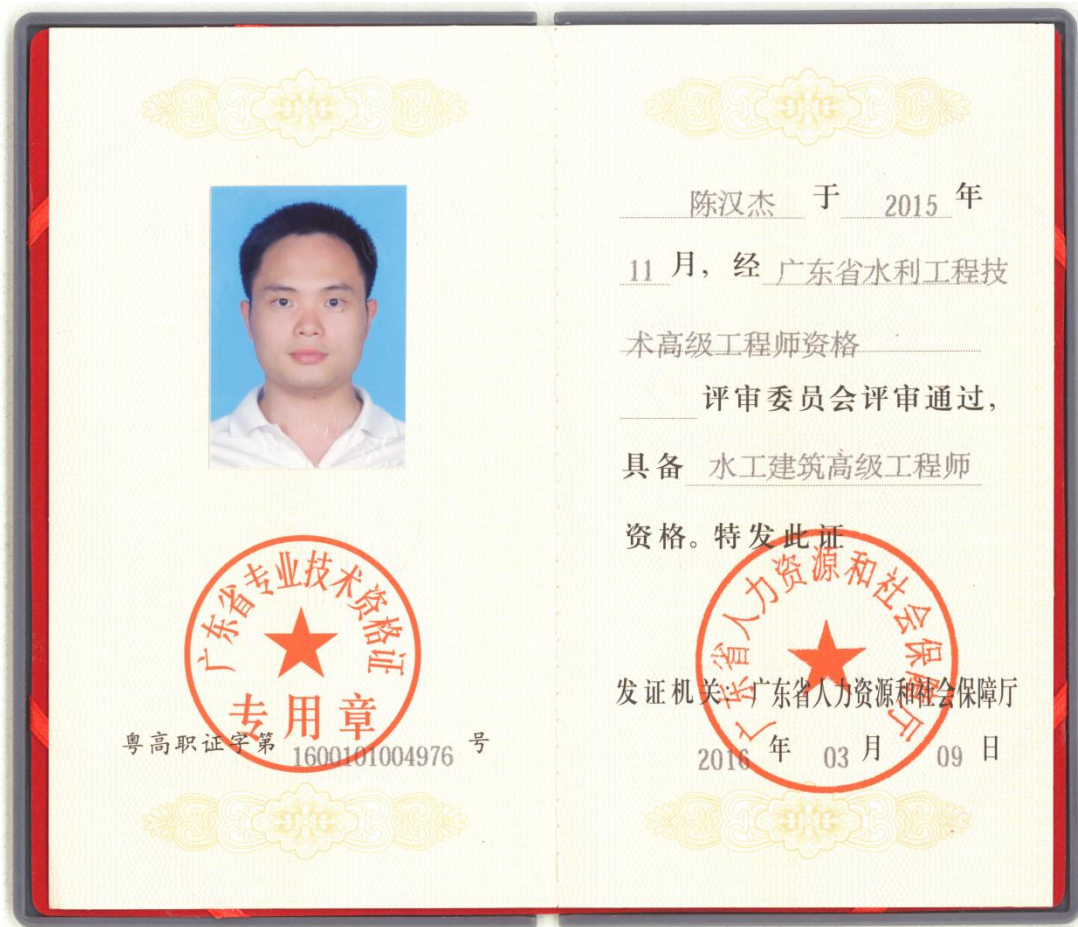 广东省专业技术资格证
专用章
粤高职证字第 1600101004976 号
陈汉杰 于 2015 年
11 月，经 广东省水利工程技
术高级工程师资格
评审委员会评审通过，
具备 水工建筑高级工程师
资格。特发此证
广东省人力资源和社会保障厅
发证机关：广东省人力资源和社会保障厅
2016 年 03 月 09 日